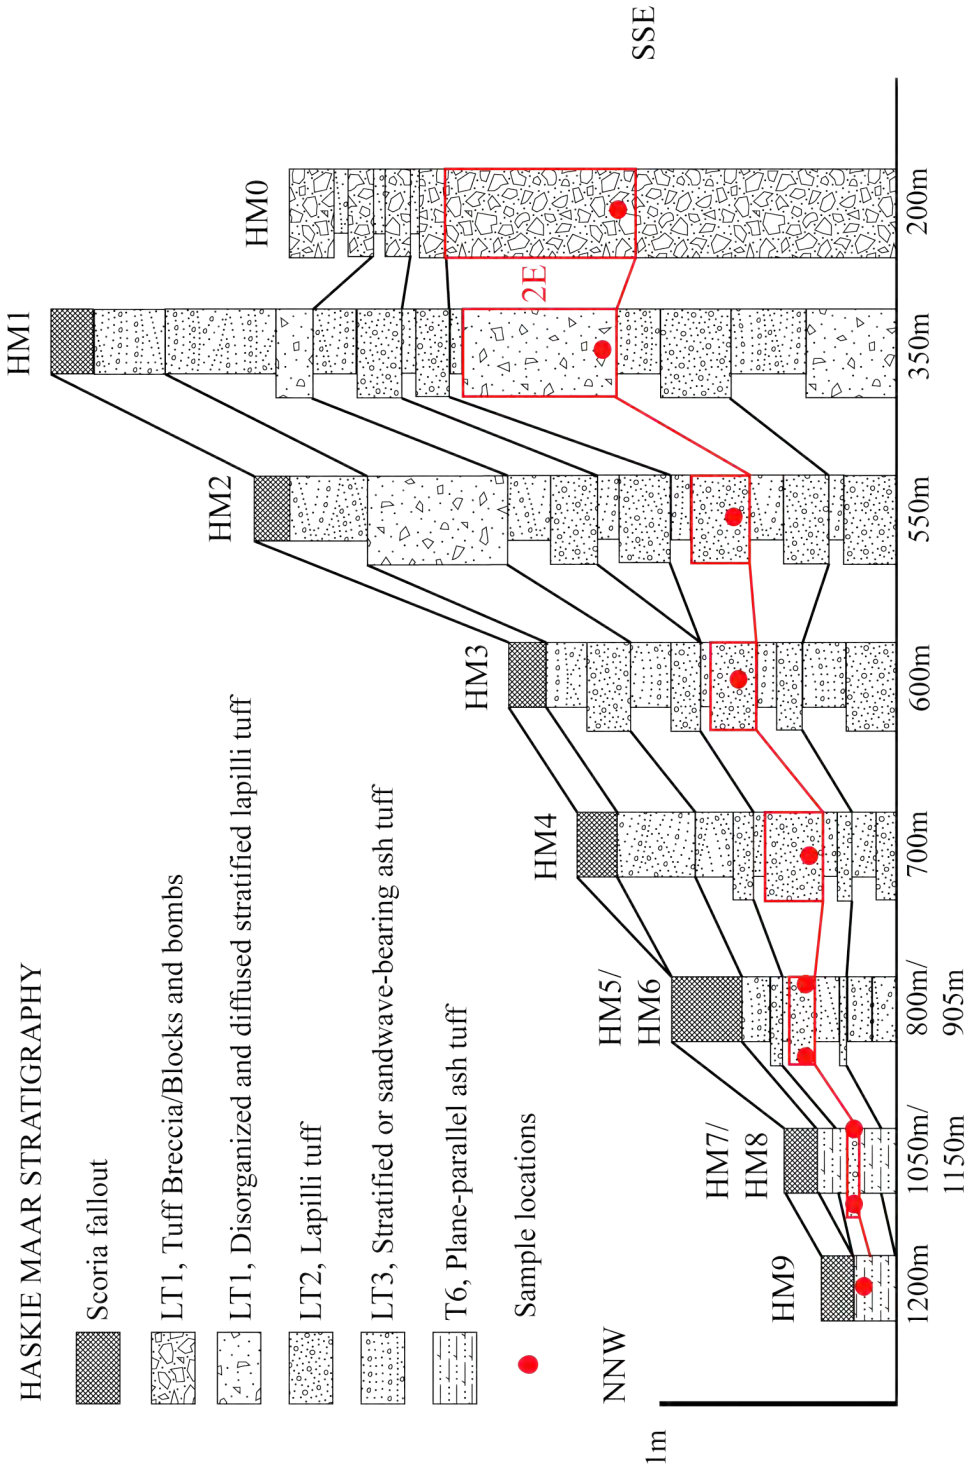 HASKIE MAAR STRATIGRAPHY
Scoria fallout
LT1, Tuff Breccia/Blocks and bombs
LT1, Disorganized and diffused stratified lapilli tuff
LT2, Lapilli tuff
LT3, Stratified or sandwave-bearing ash tuff
T6, Plane-parallel ash tuff
Sample locations
NNW
SSE
1m
HM9
HM7/
HM8
HM5/
HM6
HM4
HM3
HM2
HM1
HM0
2E
1200m
1050m/
1150m
800m/
905m
700m
600m
550m
350m
200m